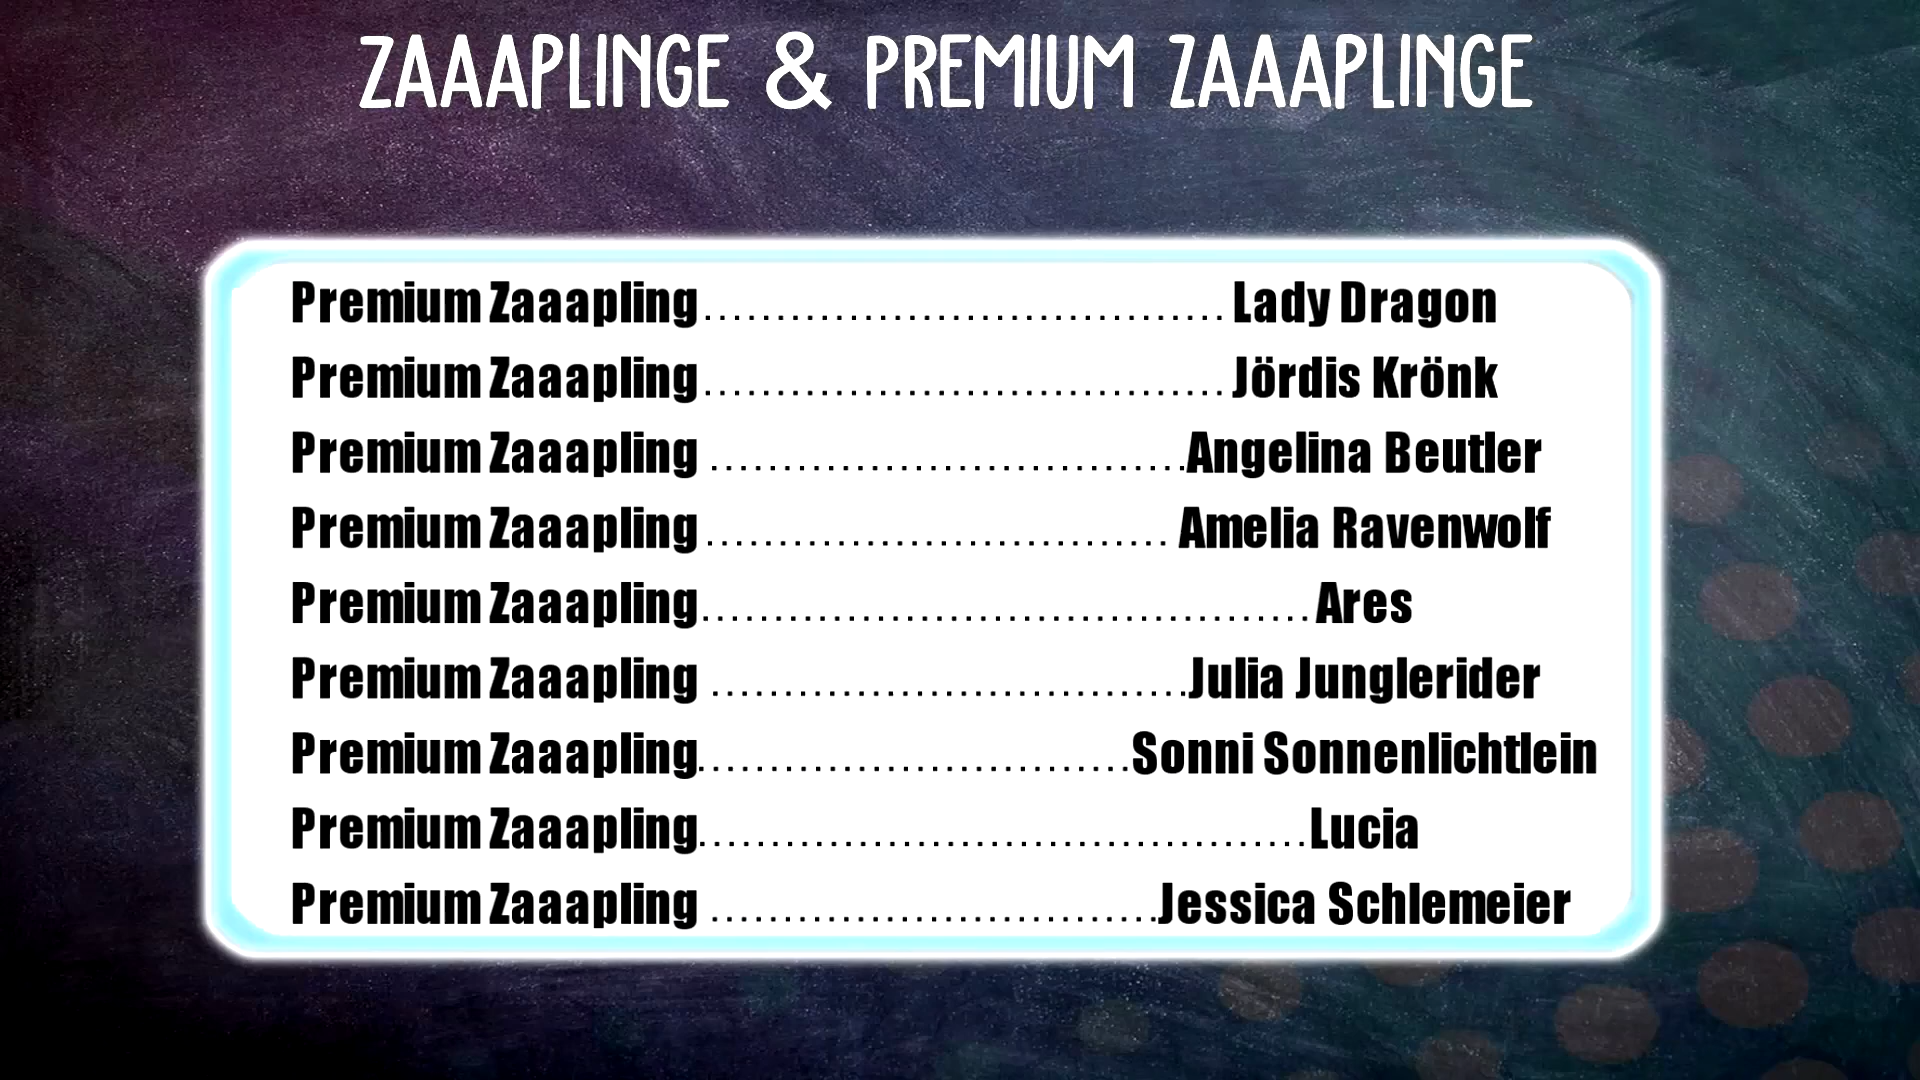 ZAAAPLINGE & PREMIUM ZAAAPLINGE
Premium Zaaapling.................................... Lady Dragon
Premium Zaaapling.................................... Jördis Krönk
Premium Zaaapling .................................Angelina Beutler
Premium Zaaapling ................................ Amelia Ravenwolf
Premium Zaaapling.......................................... Ares
Premium Zaaapling .................................Julia Junglerider
Premium Zaaapling..............................Sonni Sonnenlichtlein
Premium Zaaapling..........................................Lucia
Premium Zaaapling ...............................Jessica Schlemeier